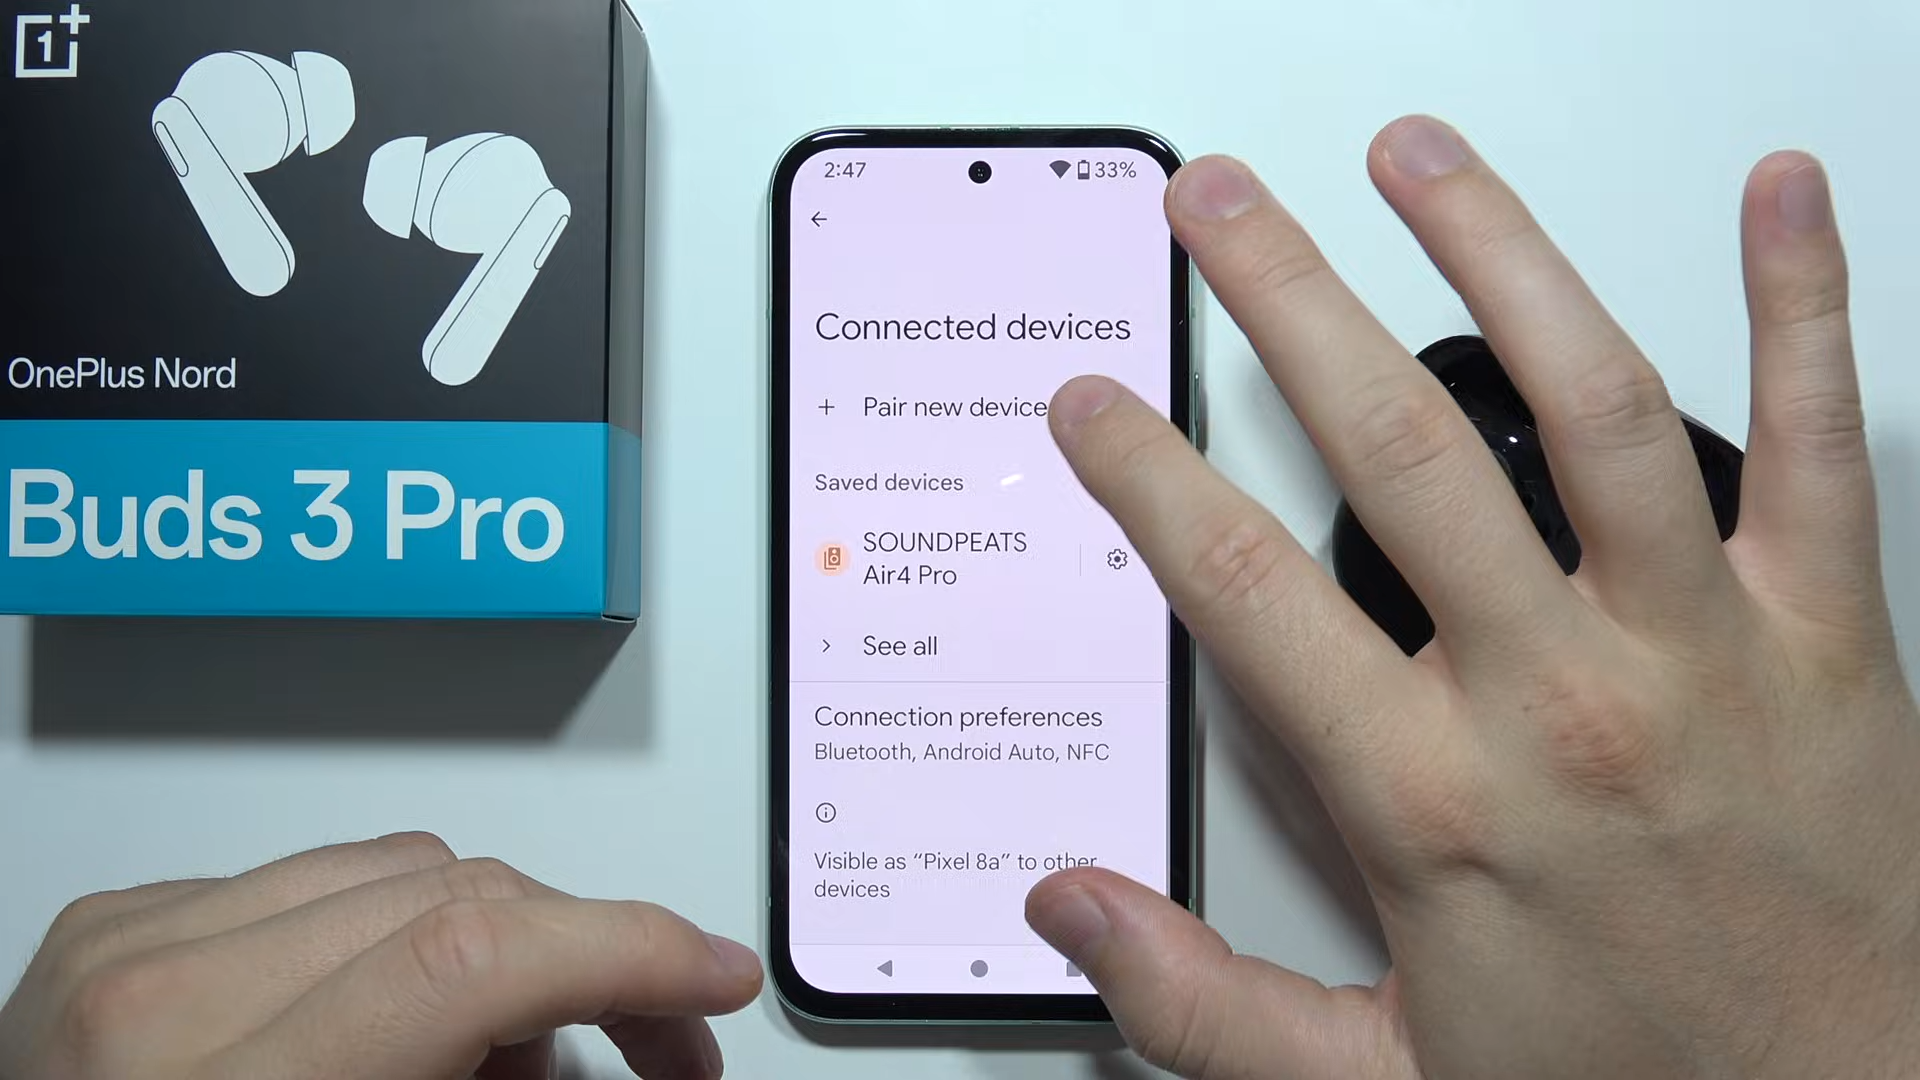 1+
OnePlus Nord
Buds 3 Pro
2:47
33%
Connected devices
+ Pair new device
Saved devices
SOUNDPEATS
Air4 Pro
See all
Connection preferences
Bluetooth, Android Auto, NFC
Visible as “Pixel 8a” to other
devices